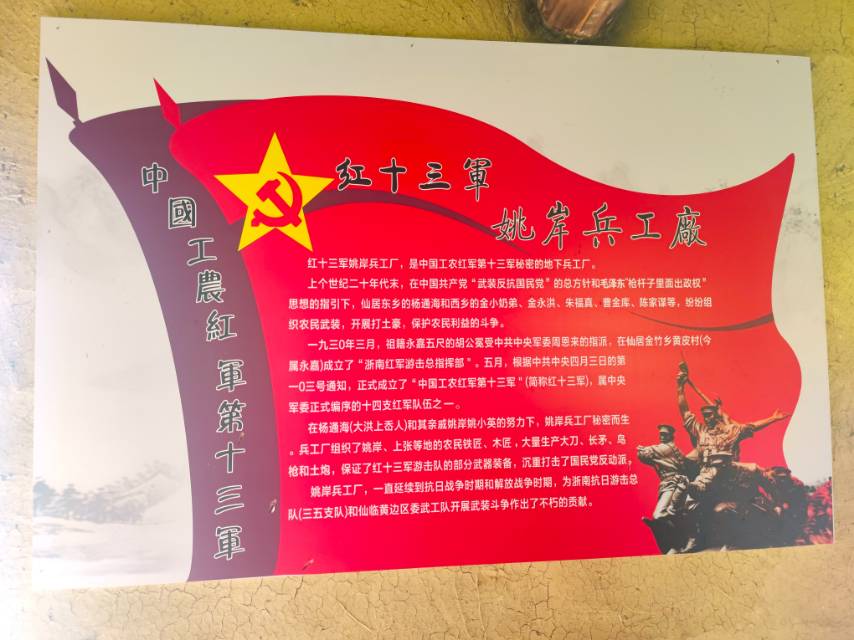 中國工農紅軍第十三軍
紅十三軍
姚岸兵工廠
红十三军姚岸兵工厂，是中国工农红军第十三军秘密的地下兵工厂。
上个世纪二十年代末，在中国共产党“武装反抗国民党”的总方针和毛泽东“枪杆子里面出政权”
思想的指引下，仙居东乡的杨通海和西乡的金小奶弟、金永洪、朱福真、曹金库、陈家谋等，纷纷组
织农民武装，开展打土豪，保护农民利益的斗争。
一九三0年三月，祖籍永嘉五尺的胡公冕受中共中央军委周恩来的指派，在仙居金竹乡黄皮村(今
属永嘉)成立了“浙南红军游击总指挥部”。五月，根据中共中央四月三日的第
一0三号通知，正式成立了“中国工农红军第十三军”(简称红十三军)，属中央
军委正式编序的十四支红军队伍之一。
在杨通海(大洪上岙人)和其亲戚姚岸姚小英的努力下，姚岸兵工厂秘密而生
。兵工厂组织了姚岸、上张等地的农民铁匠、木匠，大量生产大刀、长矛、鸟
枪和土炮，保证了红十三军游击队的部分武器装备，沉重打击了国民党反动派，
姚岸兵工厂，一直延续到抗日战争时期和解放战争时期，为浙南抗日游击总
队(三五支队)和仙临黄边区委武工队开展武装斗争作出了不朽的贡献。